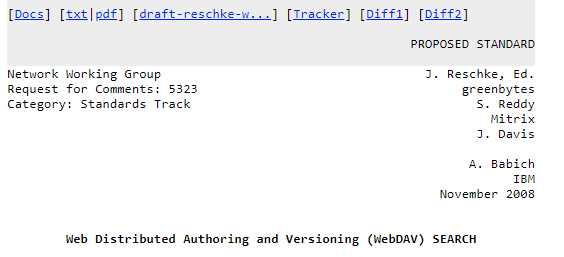 [Docs] [txt|pdf] [draft-reschke-w...] [Tracker] [Diff1] [Diff2]
PROPOSED STANDARD
Network Working Group J. Reschke, Ed.
Request for Comments: 5323 greenbytes
Category: Standards Track S. Reddy
Mitrix
J. Davis
A. Babich
IBM
November 2008
Web Distributed Authoring and Versioning (WebDAV) SEARCH